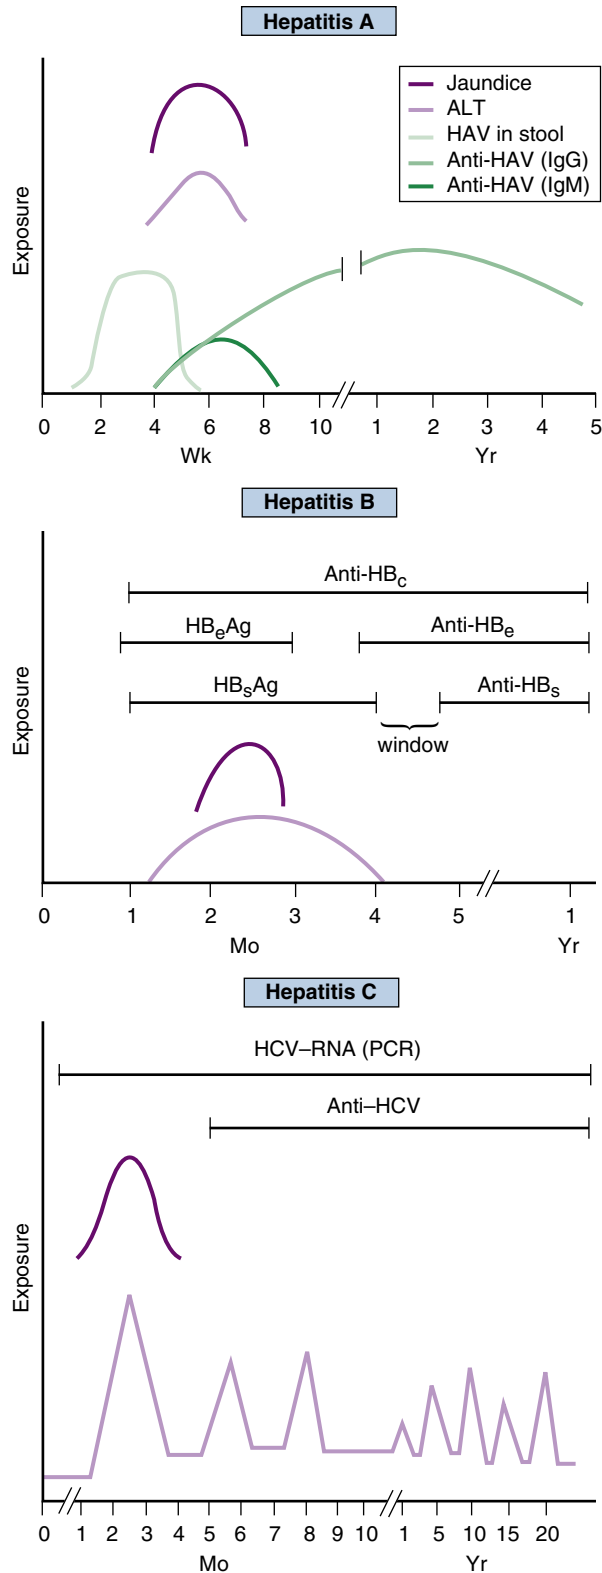 Hepatitis A
Jaundice
ALT
HAV in stool
Anti-HAV (IgG)
Anti-HAV (IgM)
Exposure
0 2 4 6 8 10 1 2 3 4 5
Wk Yr
Hepatitis B
Anti-HBc
HBeAg Anti-HBe
HBsAg Anti-HBs
window
Exposure
0 1 2 3 4 5 1
Mo Yr
Hepatitis C
HCV–RNA (PCR)
Anti–HCV
Exposure
0 1 2 3 4 5 6 7 8 9 10 1 5 10 15 20
Mo Yr